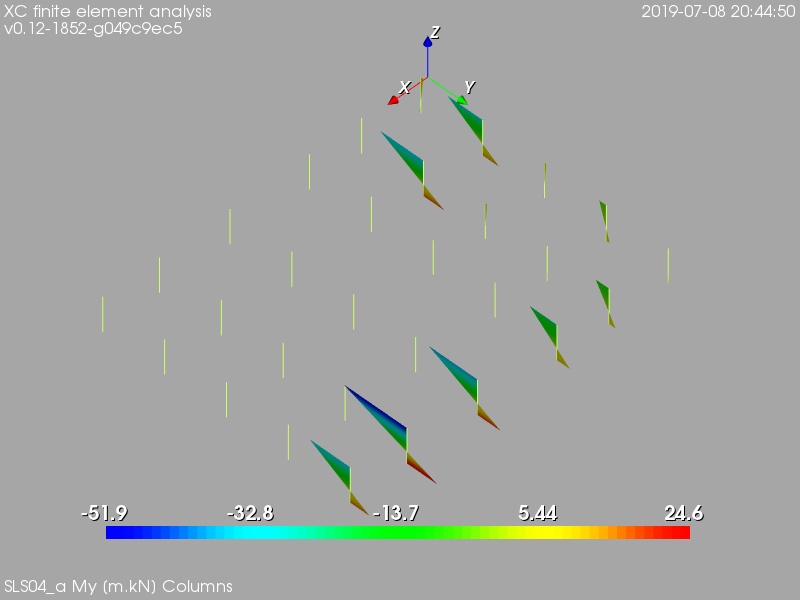 XC finite element analysis
v0.12-1852-g049c9ec5
2019-07-08 20:44:50
Z
X
Y
-51.9 -32.8 -13.7 5.44 24.6
SLS04_a My (m.kN) Columns